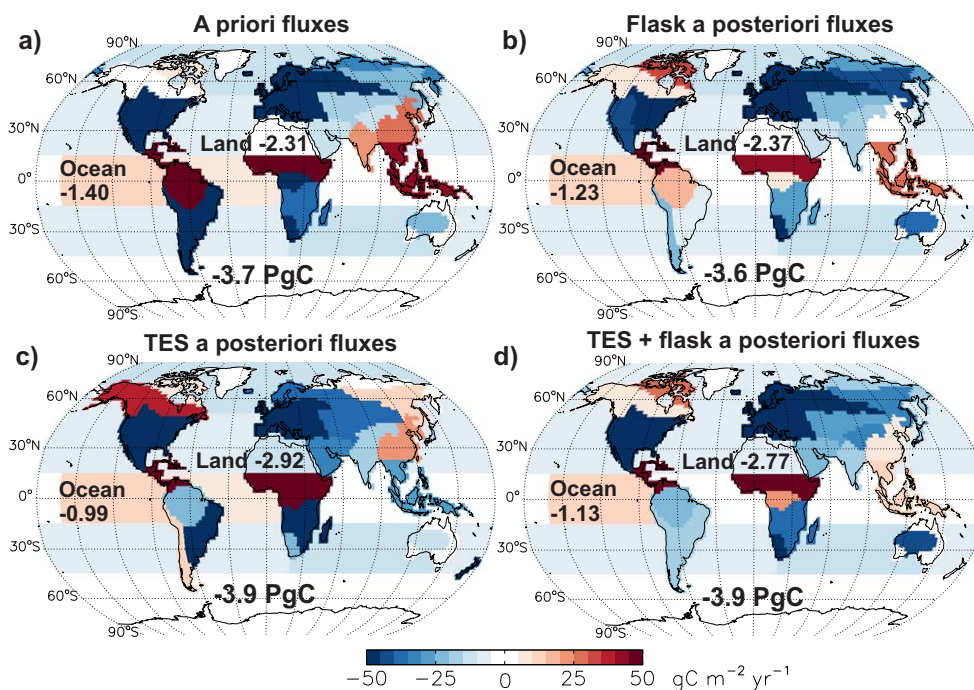 A priori fluxes
Flask a posteriori fluxes
a)
90°N
b)
90°N
60°N
60°N
30°N
30°N
Land -2.31
Land -2.37
Ocean
-1.40
Ocean
-1.23
0°
0°
30°S
30°S
-3.7 PgC
-3.6 PgC
60°S
60°S
90°S
90°S
TES a posteriori fluxes
TES + flask a posteriori fluxes
c)
90°N
d)
90°N
60°N
60°N
30°N
30°N
Land -2.92
Land -2.77
Ocean
-0.99
Ocean
-1.13
0°
0°
30°S
30°S
-3.9 PgC
-3.9 PgC
60°S
60°S
90°S
90°S
-50 -25 0 25 50 gC m⁻² yr⁻¹